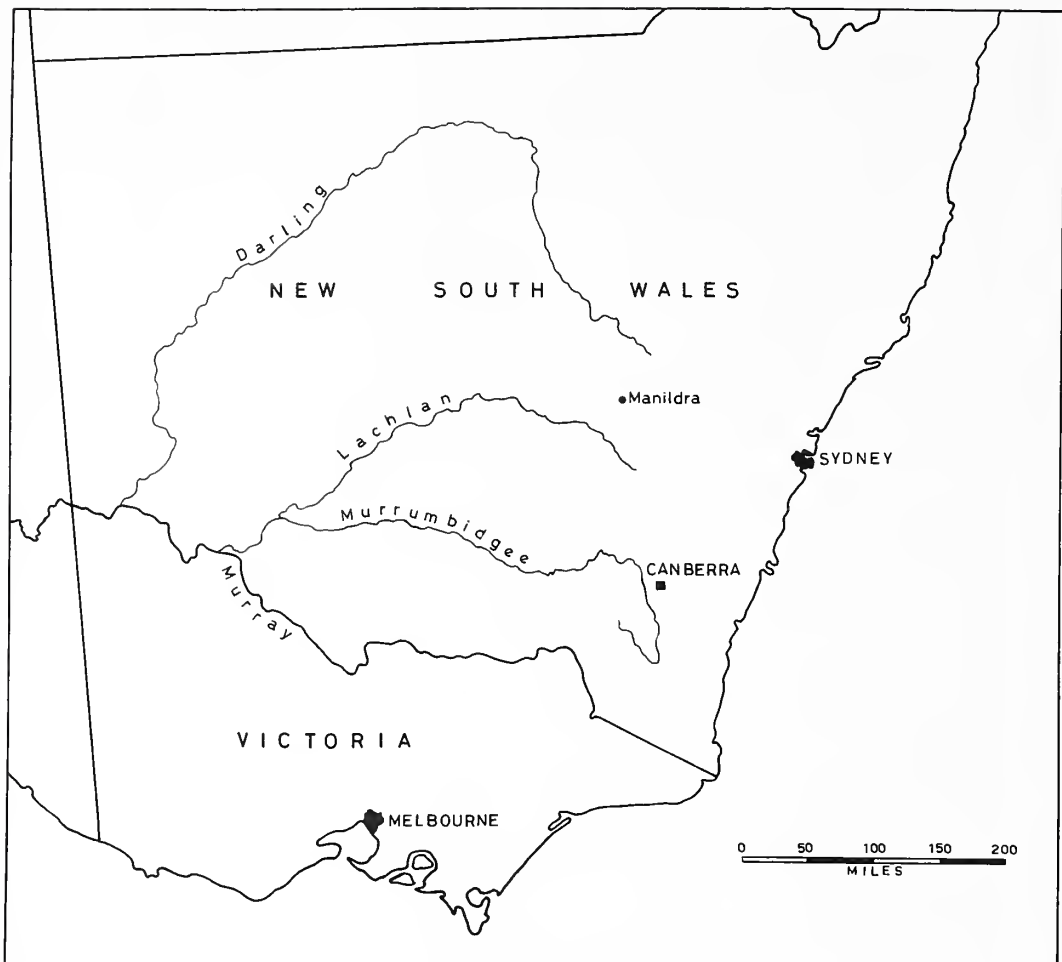 Darling
NEW SOUTH WALES
Manildra
Lachlan
SYDNEY
Murrumbidgee
CANBERRA
Murray
VICTORIA
MELBOURNE
0 50 100 150 200
MILES